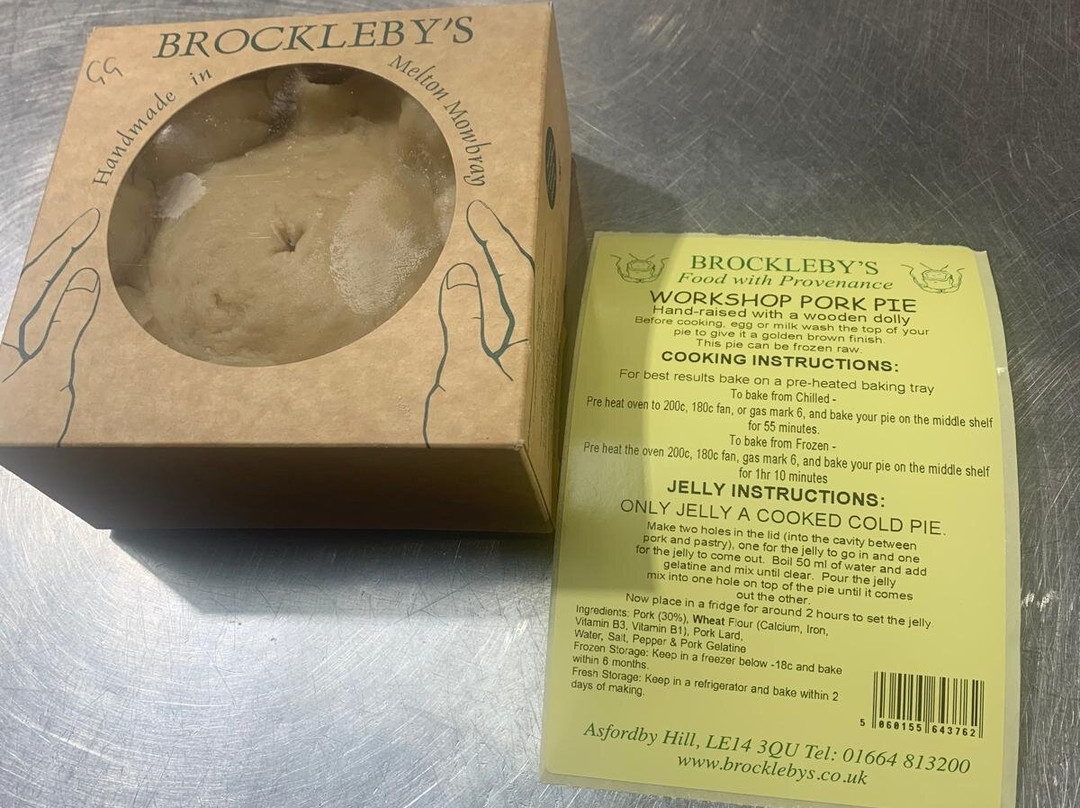 BROCKLEBY'S
GG
Handmade in Melton Mowbray
BROCKLEBY'S
Food with Provenance
WORKSHOP PORK PIE
Hand-raised with a wooden dolly
Before cooking, egg or milk wash the top of your
pie to give it a golden brown finish.
This pie can be frozen raw.
COOKING INSTRUCTIONS:
For best results bake on a pre-heated baking tray
To bake from Chilled -
Pre heat oven to 200c, 180c fan, or gas mark 6, and bake your pie on the middle shelf
for 55 minutes.
To bake from Frozen -
Pre heat the oven 200c, 180c fan, gas mark 6, and bake your pie on the middle shelf
for 1hr 10 minutes
JELLY INSTRUCTIONS:
ONLY JELLY A COOKED COLD PIE.
Make two holes in the lid (into the cavity between
pork and pastry), one for the jelly to go in and one
for the jelly to come out. Boil 50 ml of water and add
gelatine and mix until clear. Pour the jelly
mix into one hole on top of the pie until it comes
out the other.
Now place in a fridge for around 2 hours to set the jelly.
Ingredients: Pork (30%), Wheat Flour (Calcium, Iron,
Vitamin B3, Vitamin B1), Pork Lard,
Water, Salt, Pepper & Pork Gelatine
Frozen Storage: Keep in a freezer below -18c and bake
within 6 months.
Fresh Storage: Keep in a refrigerator and bake within 2
days of making.
5 060155 643762
Asfordby Hill, LE14 3QU Tel: 01664 813200
www.brocklebys.co.uk